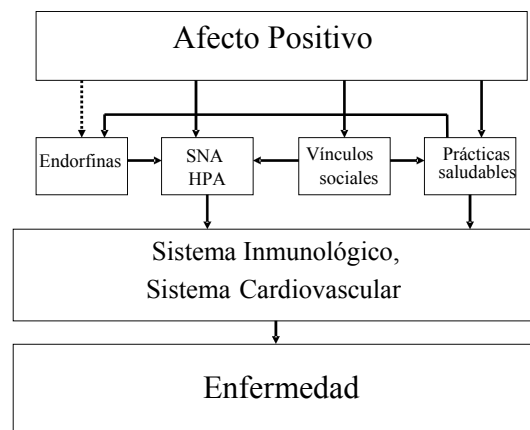 Afecto Positivo
Endorfinas
SNA
HPA
Vínculos
sociales
Prácticas
saludables
Sistema Inmunológico,
Sistema Cardiovascular
Enfermedad